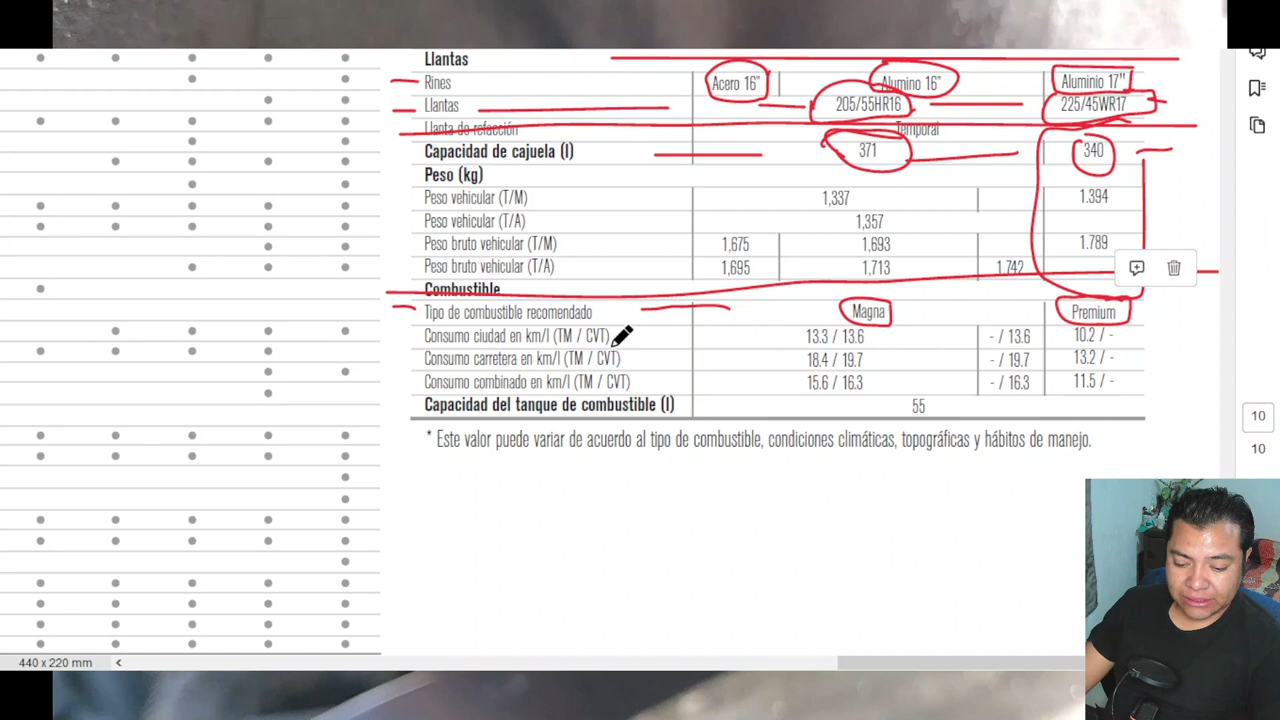 Llantas
Rines Acero 16" Alumino 16" Aluminio 17"
Llantas 205/55HR16 225/45WR17
Llanta de refacción Temporal
Capacidad de cajuela (l) 371 340
Peso (kg)
Peso vehicular (T/M) 1,337 1.394
Peso vehicular (T/A) 1,357
Peso bruto vehicular (T/M) 1,675 1,693 1.789
Peso bruto vehicular (T/A) 1,695 1,713 1.742
Combustible
Tipo de combustible recomendado Magna Premium
Consumo ciudad en km/l (TM / CVT) 13.3 / 13.6 - / 13.6 10.2 / -
Consumo carretera en km/l (TM / CVT) 18.4 / 19.7 - / 19.7 13.2 / -
Consumo combinado en km/l (TM / CVT) 15.6 / 16.3 - / 16.3 11.5 / -
Capacidad del tanque de combustible (l) 55
* Este valor puede variar de acuerdo al tipo de combustible, condiciones climáticas, topográficas y hábitos de manejo.
10
10
440 x 220 mm